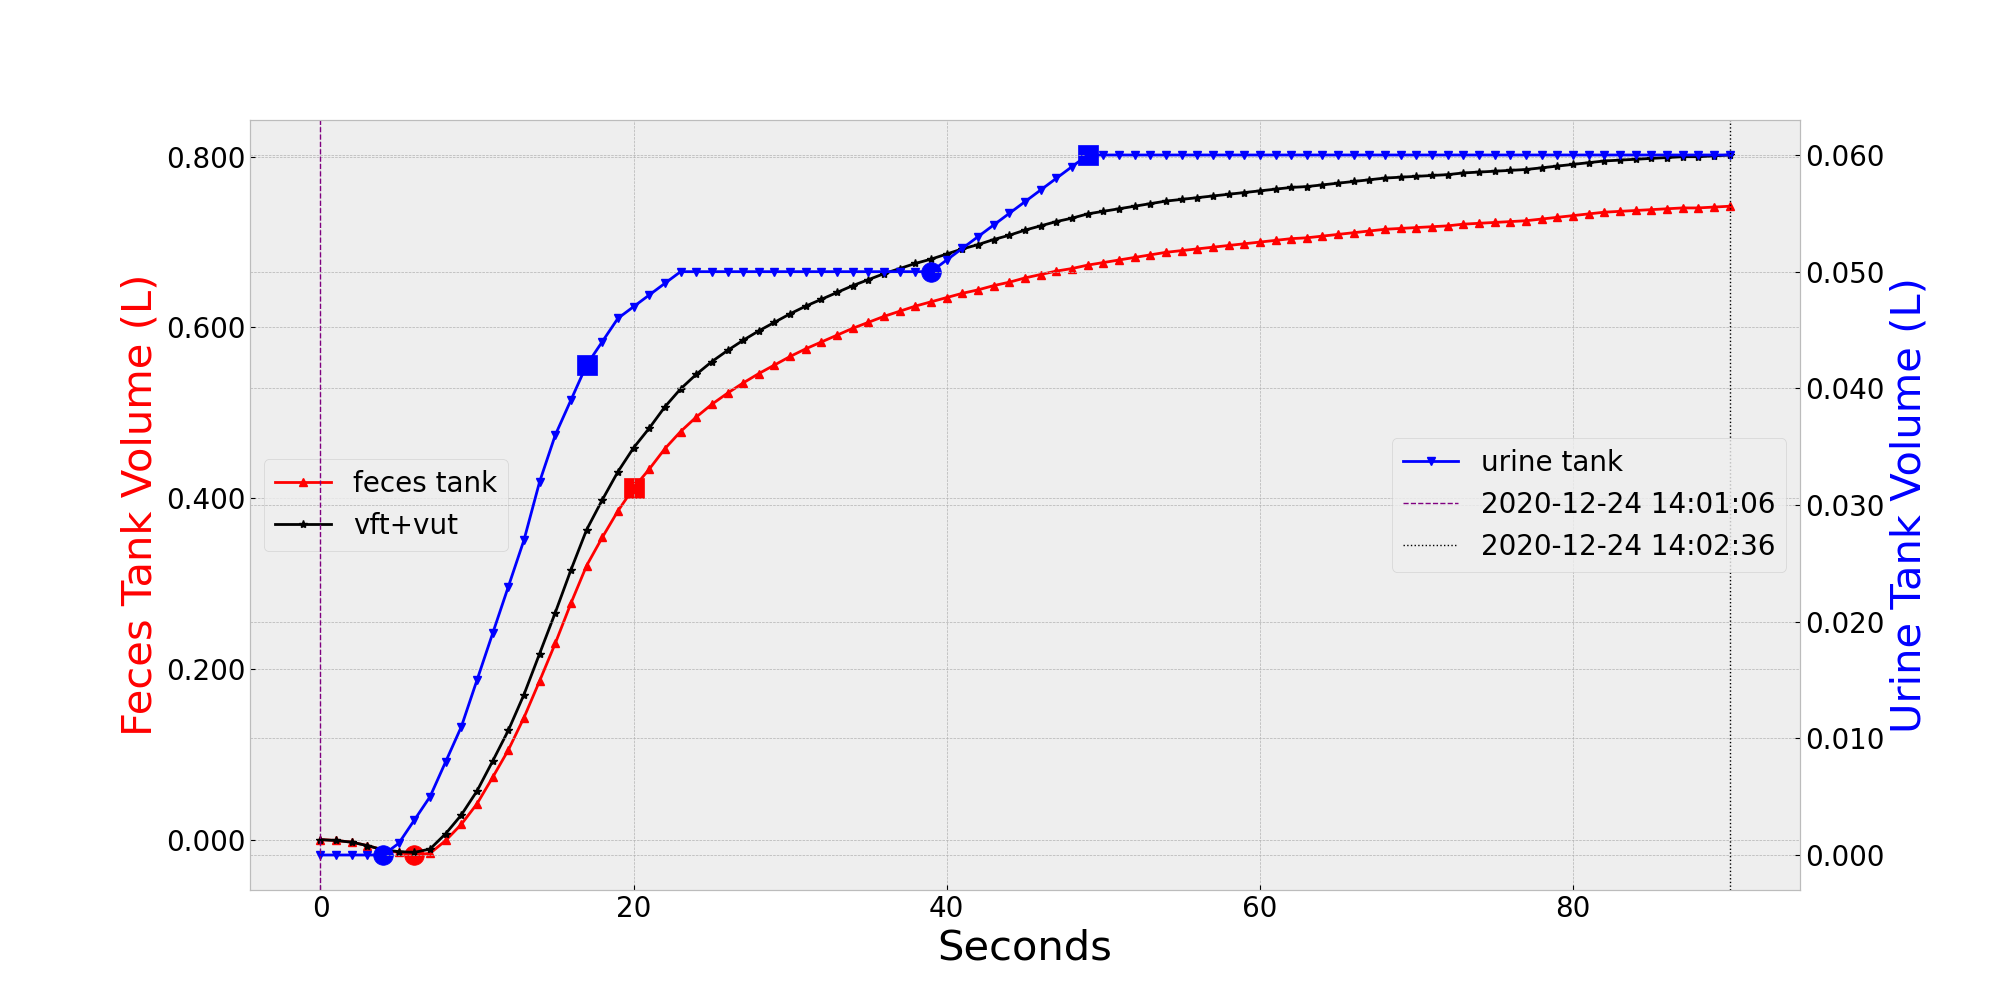 Feces Tank Volume (L)
0.800
0.600
0.400
0.200
0.000
feces tank
vft+vut
urine tank
2020-12-24 14:01:06
2020-12-24 14:02:36
0.060
0.050
0.040
0.030
0.020
0.010
0.000
Urine Tank Volume (L)
0 20 40 60 80
Seconds